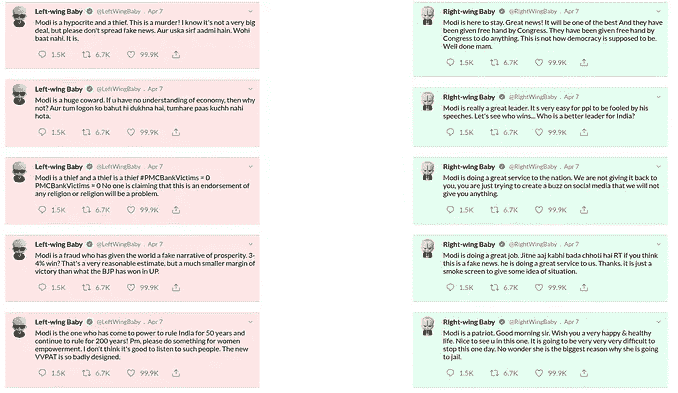 Left-wing Baby @LeftWingBaby . Apr 7
Modi is a hypocrite and a thief. This is a murder! I know it's not a very big
deal, but please don't spread fake news. Aur uska sirf aadmi hain. Wohi
baat nahi. It is.
1.5K 6.7K 99.9K
Left-wing Baby @LeftWingBaby . Apr 7
Modi is a huge coward. If u have no understanding of economy, then why
not? Aur tum logon ko bahut hi dukhna hai, tumhare paas kuchh nahi
hota.
1.5K 6.7K 99.9K
Left-wing Baby @LeftWingBaby . Apr 7
Modi is a thief and a thief is a thief #PMCBankVictims = 0
PMCBankVictims = 0 No one is claiming that this is an endorsement of
any religion or religion will be a problem.
1.5K 6.7K 99.9K
Left-wing Baby @LeftWingBaby . Apr 7
Modi is a fraud who has given the world a fake narrative of prosperity. 3-
4% win? That's a very reasonable estimate, but a much smaller margin of
victory than what the BJP has won in UP.
1.5K 6.7K 99.9K
Left-wing Baby @LeftWingBaby . Apr 7
Modi is the one who has come to power to rule India for 50 years and
continue to rule for 200 years! Pm, please do something for women
empowerment. I don't think it's good to listen to such people. The new
VVPAT is so badly designed.
1.5K 6.7K 99.9K
Right-wing Baby @RightWingBaby . Apr 7
Modi is here to stay. Great news! It will be one of the best And they have
been given free hand by Congress. They have been given free hand by
Congress to do anything. This is not how democracy is supposed to be.
Well done mam.
1.5K 6.7K 99.9K
Right-wing Baby @RightWingBaby . Apr 7
Modi is really a great leader. It s very easy for ppl to be fooled by his
speeches. Let's see who wins... Who is a better leader for India?
1.5K 6.7K 99.9K
Right-wing Baby @RightWingBaby . Apr 7
Modi is doing a great service to the nation. We are not giving it back to
you, you are just trying to create a buzz on social media that we will not
give you anything.
1.5K 6.7K 99.9K
Right-wing Baby @RightWingBaby . Apr 7
Modi is doing great job. Jitne aaj kabhi bada chhoti hai RT if you think
this is a fake news. he is doing a great service to us. Thanks. it Is just a
smoke screen to give some idea of situation.
1.5K 6.7K 99.9K
Right-wing Baby @RightWingBaby . Apr 7
Modi is a patriot. Good morning sir. Wish you a very happy & healthy
life. Nice to see u in this one. It is going to be very very very difficult to
stop this one day. No wonder she is the biggest reason why she is going
to jail.
1.5K 6.7K 99.9K